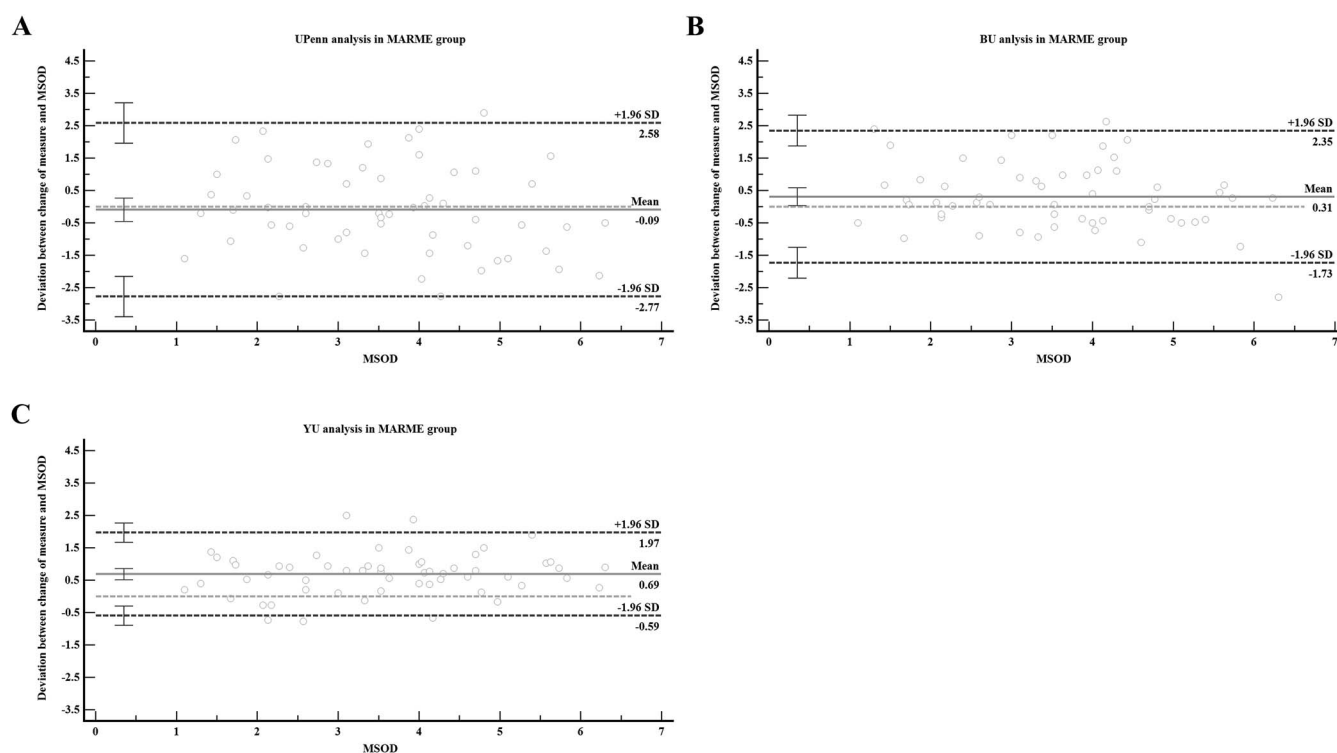 A
UPenn analysis in MARME group
Deviation between change of measure and MSOD
4.5
3.5
2.5
1.5
0.5
-0.5
-1.5
-2.5
-3.5
+1.96 SD
2.58
Mean
-0.09
-1.96 SD
-2.77
0 1 2 3 4 5 6 7
MSOD
B
BU anlysis in MARME group
Deviation between change of measure and MSOD
4.5
3.5
2.5
1.5
0.5
-0.5
-1.5
-2.5
-3.5
+1.96 SD
2.35
Mean
0.31
-1.96 SD
-1.73
0 1 2 3 4 5 6 7
MSOD
C
YU analysis in MARME group
Deviation between change of measure and MSOD
4.5
3.5
2.5
1.5
0.5
-0.5
-1.5
-2.5
-3.5
+1.96 SD
1.97
Mean
0.69
-1.96 SD
-0.59
0 1 2 3 4 5 6 7
MSOD